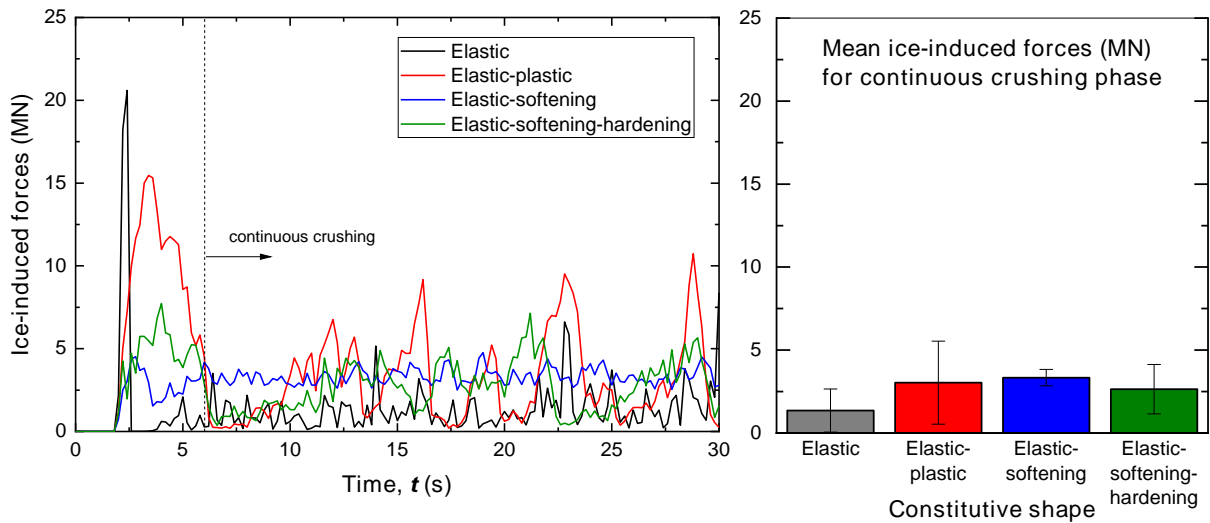 25
20
15
10
5
0
Ice-induced forces (MN)
Elastic
Elastic-plastic
Elastic-softening
Elastic-softening-hardening
continuous crushing
0 5 10 15 20 25 30
Time, t (s)
25
20
15
10
5
0
Mean ice-induced forces (MN)
for continuous crushing phase
Elastic
Elastic-
plastic
Elastic-
softening
Elastic-
softening-
hardening
Constitutive shape